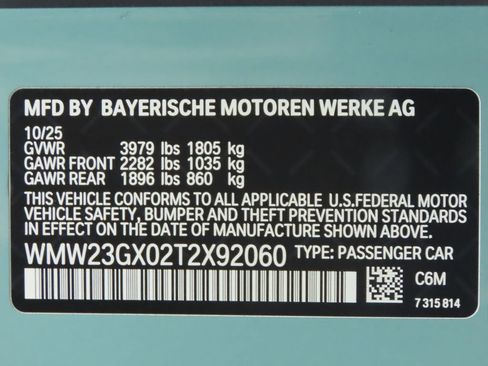 MFD BY BAYERISCHE MOTOREN WERKE AG
10/25
GVWR 3979 lbs 1805 kg
GAWR FRONT 2282 lbs 1035 kg
GAWR REAR 1896 lbs 860 kg
THIS VEHICLE CONFORMS TO ALL APPLICABLE U.S.FEDERAL MOTOR
VEHICLE SAFETY, BUMPER AND THEFT PREVENTION STANDARDS
IN EFFECT ON THE DATE OF MANUFACTURE SHOWN ABOVE.
WMW23GX02T2X92060 TYPE: PASSENGER CAR
C6M
7 315 814